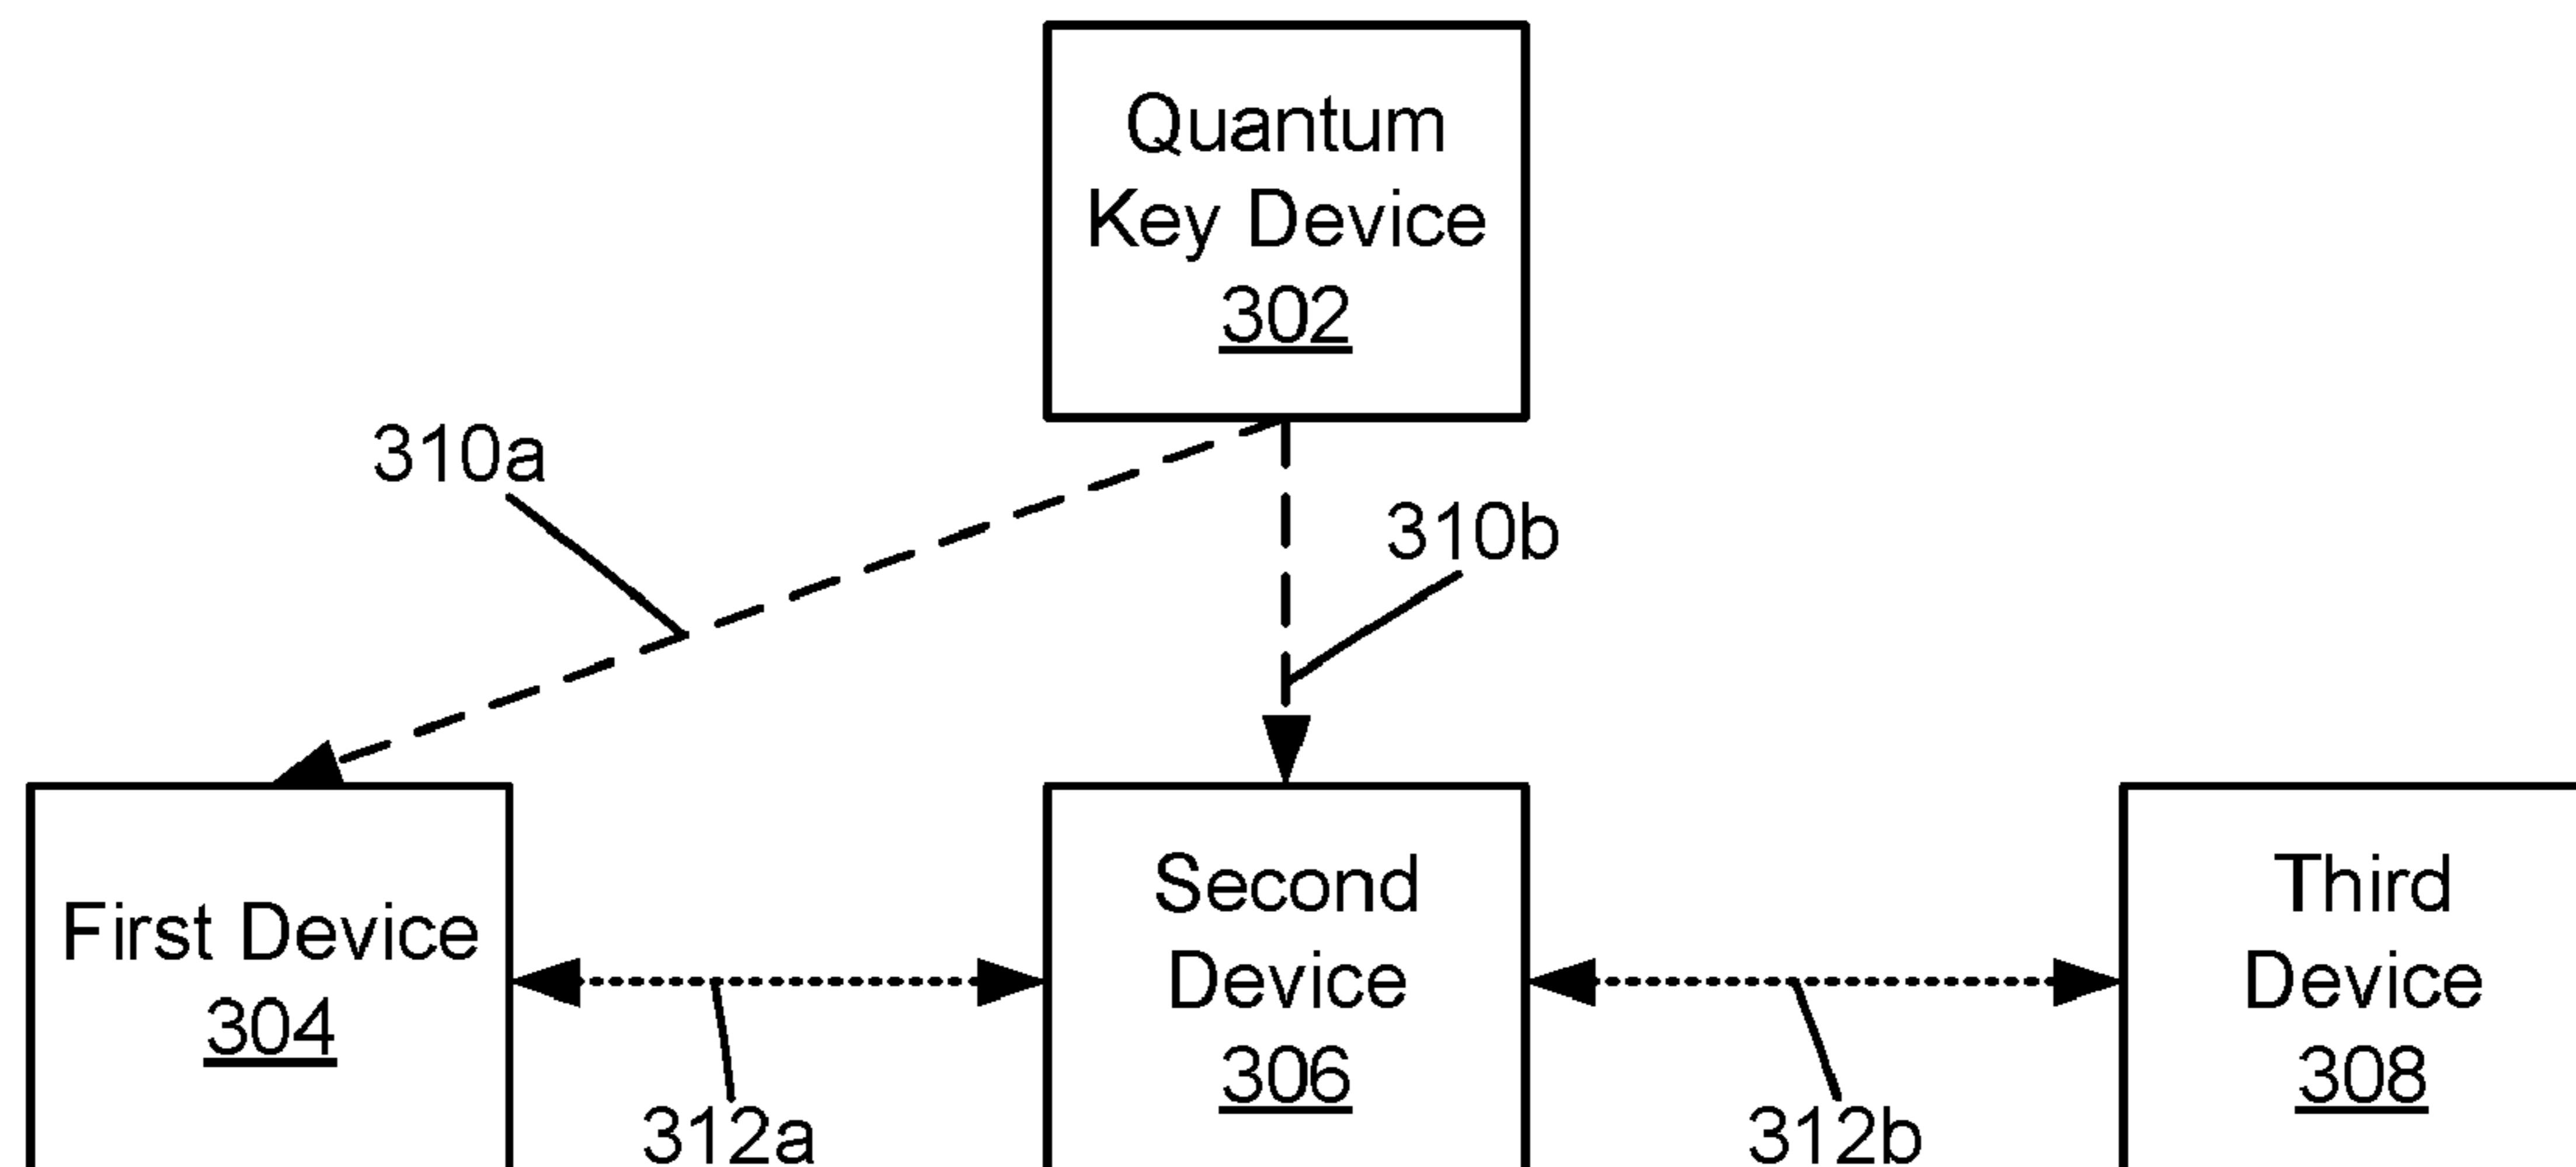 Quantum
Key Device
302
310a
310b
First Device
304
Second
Device
306
Third
Device
308
312a
312b